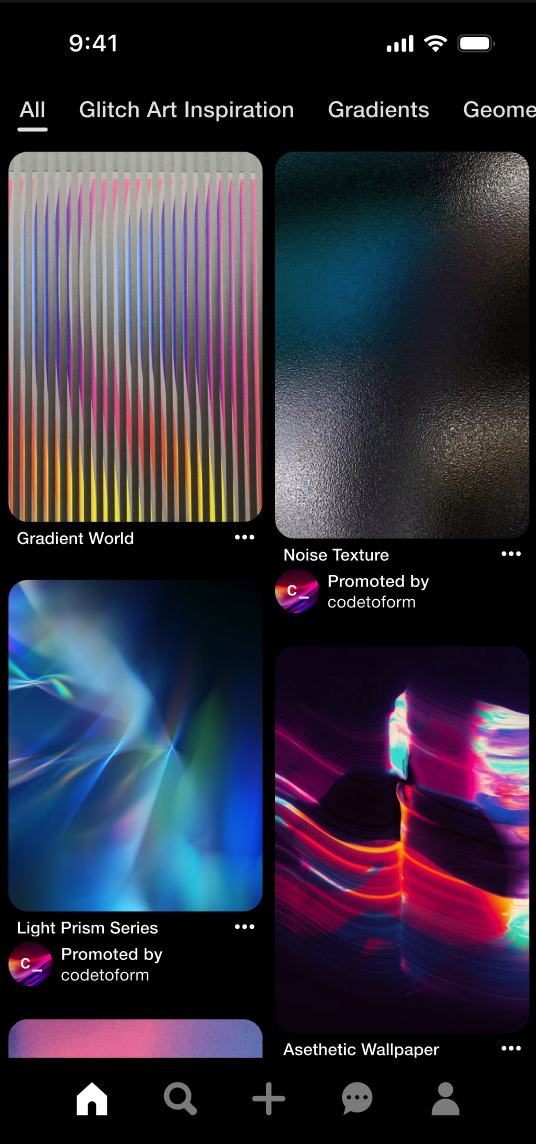 9:41
All Glitch Art Inspiration Gradients Geome
Gradient World
Noise Texture
C_
Promoted by
codetoform
Light Prism Series
C_
Promoted by
codetoform
Asethetic Wallpaper